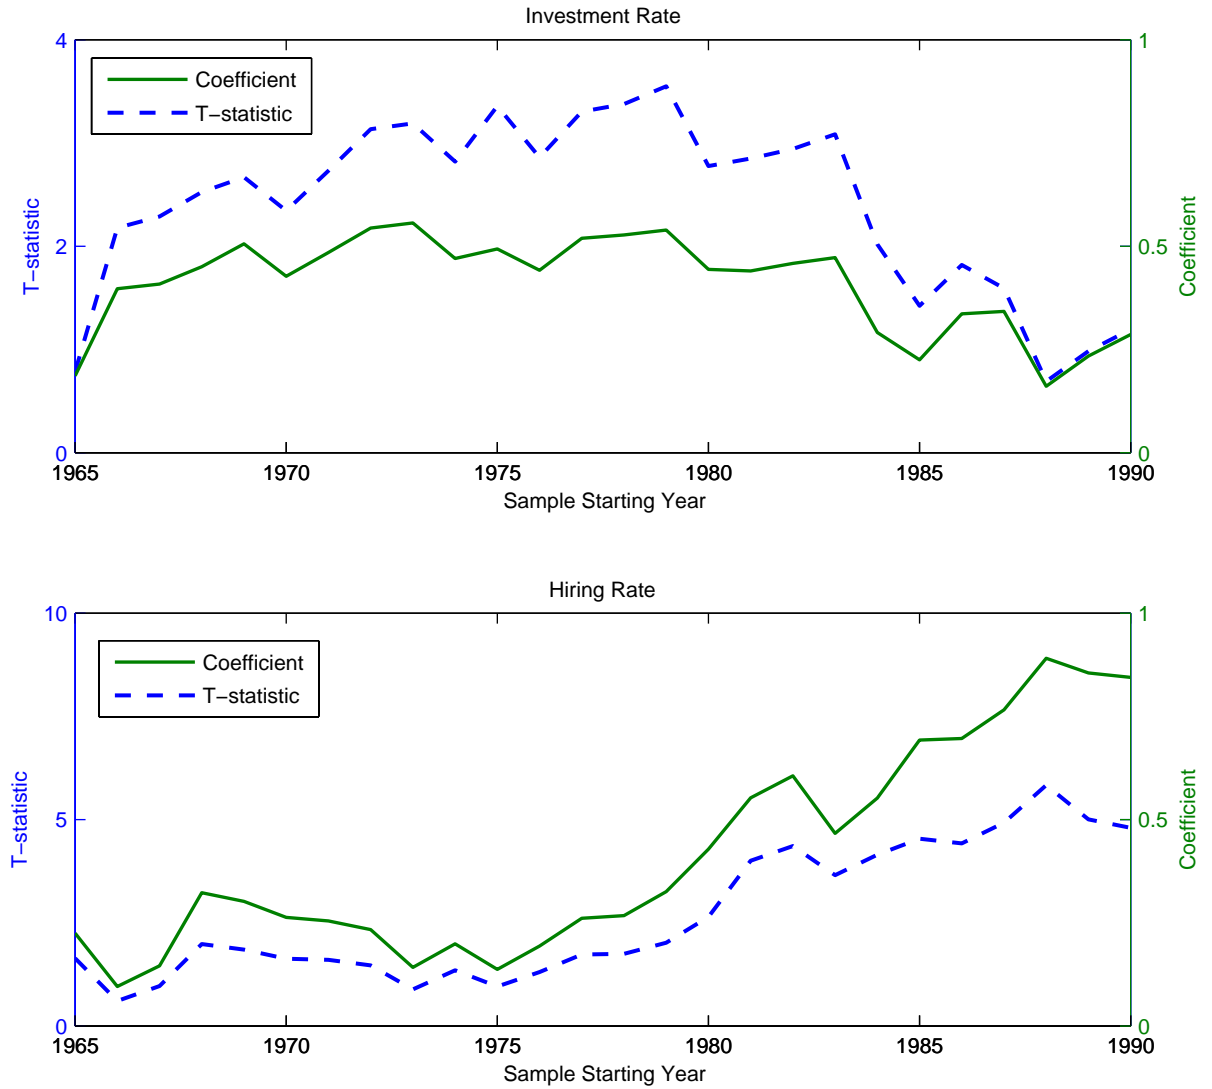 Investment Rate
4
1
Coefficient
T−statistic
T−statistic
2
0.5
Coefficient
0
0
1965
1970
1975
1980
1985
1990
Sample Starting Year
Hiring Rate
10
1
Coefficient
T−statistic
T−statistic
5
0.5
Coefficient
0
0
1965
1970
1975
1980
1985
1990
Sample Starting Year